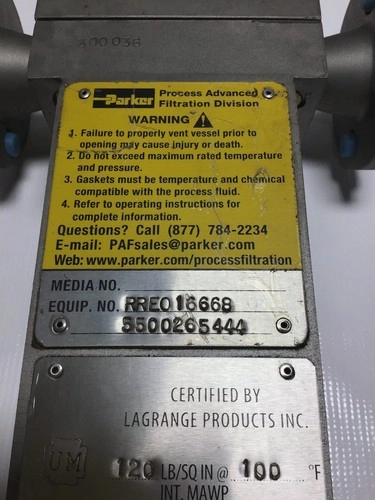 300036
Parker Process Advanced
Filtration Division
WARNING
1. Failure to properly vent vessel prior to
opening may cause injury or death.
2. Do not exceed maximum rated temperature
and pressure.
3. Gaskets must be temperature and chemical
compatible with the process fluid.
4. Refer to operating instructions for
complete information.
Questions? Call (877) 784-2234
E-mail: PAFsales@parker.com
Web: www.parker.com/processfiltration
MEDIA NO.
EQUIP. NO. RRE016668
5500265444
CERTIFIED BY
LAGRANGE PRODUCTS INC.
UM 120 LB/SQ IN @ 100 °F
INT. MAWP